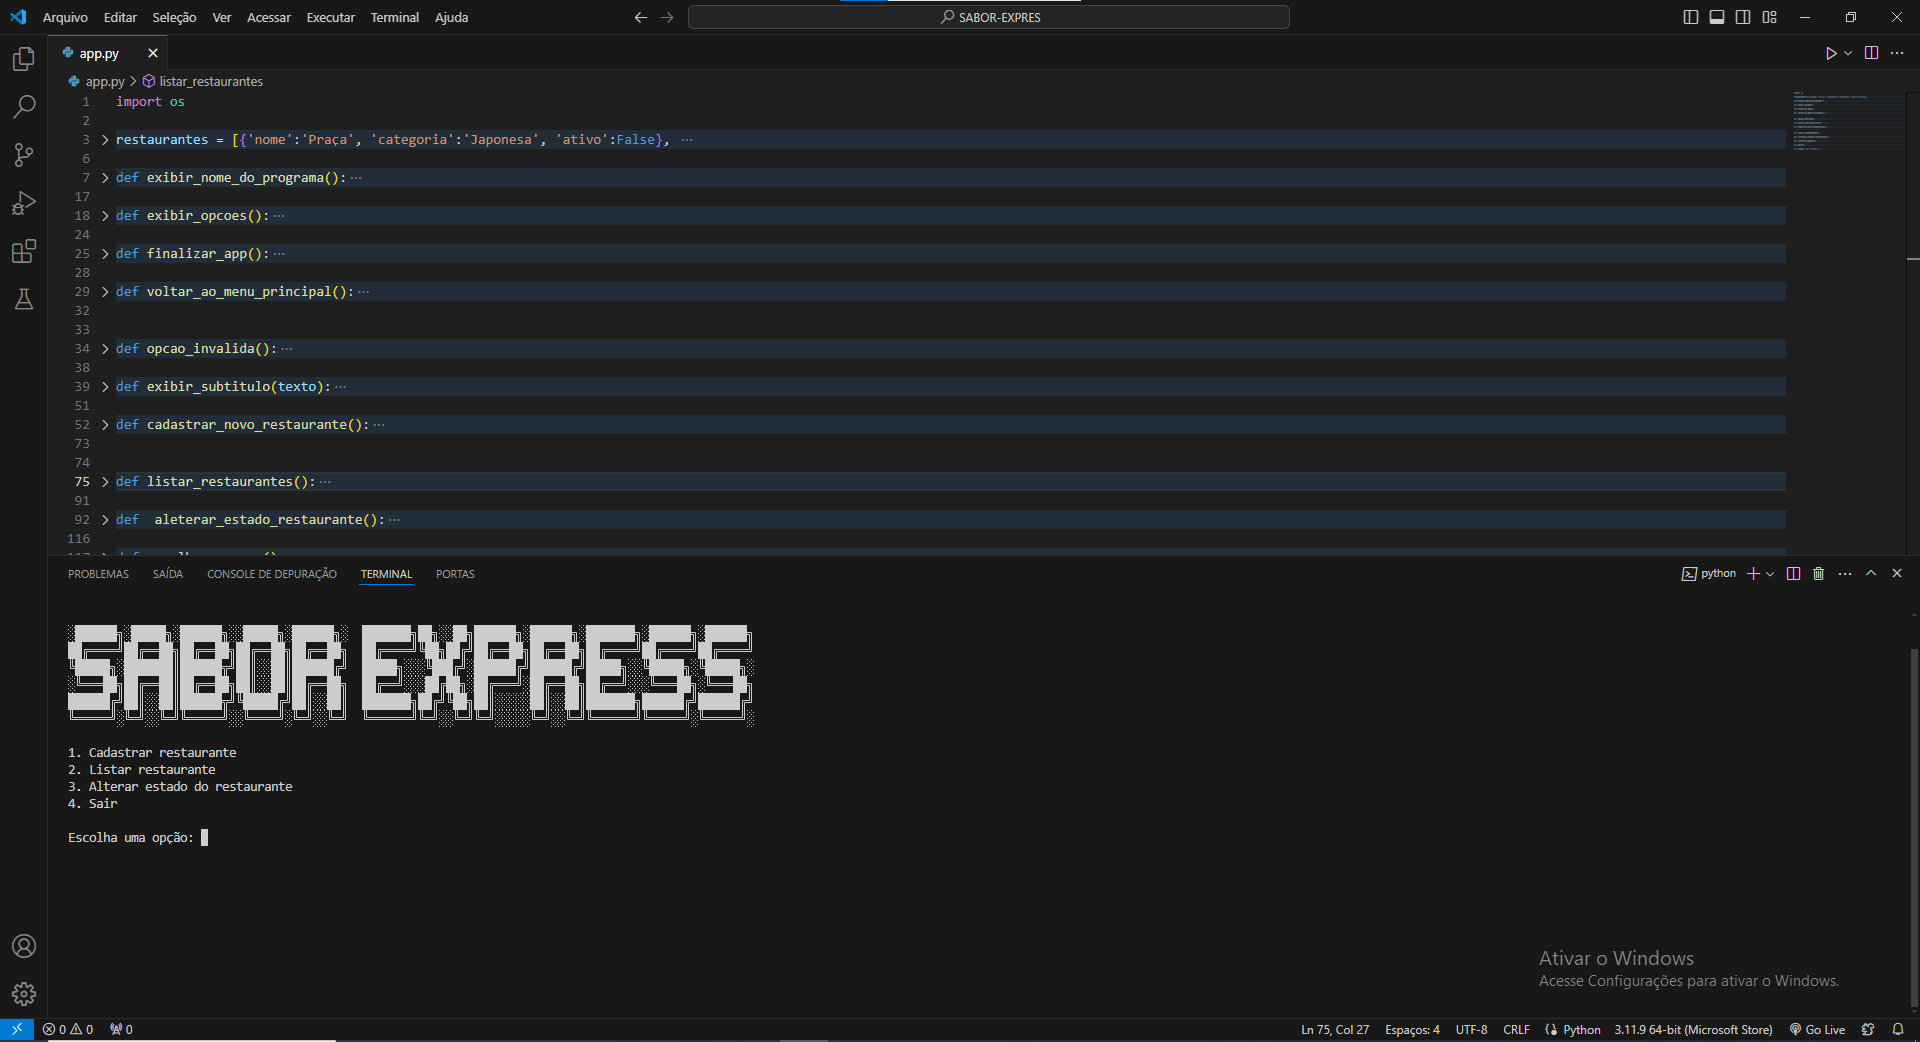 Arquivo Editar Seleção Ver Acessar Executar Terminal Ajuda
SABOR-EXPRES
app.py
app.py > listar_restaurantes
1 import os
2
3 restaurantes = [{'nome':'Praça', 'categoria':'Japonesa', 'ativo':False}, ...
6
7 def exibir_nome_do_programa(): ...
17
18 def exibir_opcoes(): ...
24
25 def finalizar_app(): ...
28
29 def voltar_ao_menu_principal(): ...
32
33
34 def opcao_invalida(): ...
38
39 def exibir_subtitulo(texto): ...
51
52 def cadastrar_novo_restaurante(): ...
73
74
75 def listar_restaurantes(): ...
91
92 def  aleterar_estado_restaurante(): ...
116
PROBLEMAS SAÍDA CONSOLE DE DEPURAÇÃO TERMINAL PORTAS
python
SABOR EXPRESS
1. Cadastrar restaurante
2. Listar restaurante
3. Alterar estado do restaurante
4. Sair
Escolha uma opção:
Ativar o Windows
Acesse Configurações para ativar o Windows.
0 0 0 Ln 75, Col 27 Espaços: 4 UTF-8 CRLF Python 3.11.9 64-bit (Microsoft Store) Go Live